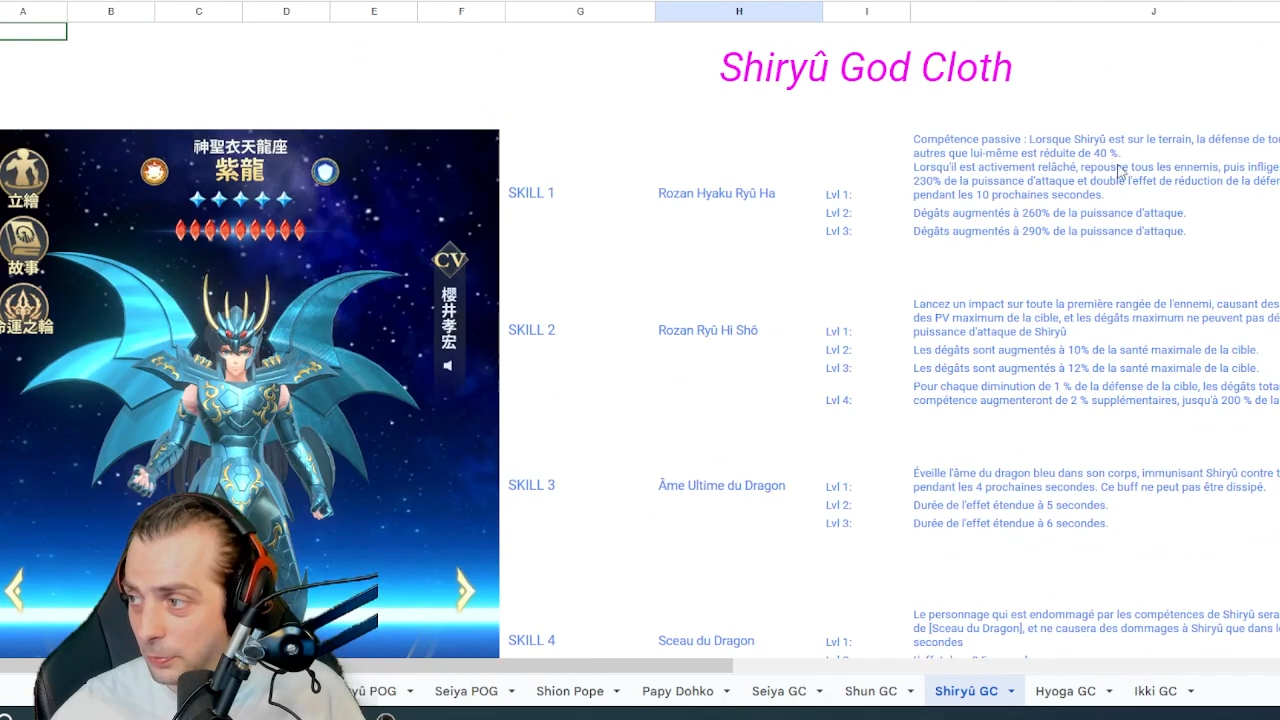 A B C D E F G H I J
Shiryû God Cloth
神聖衣天龍座
紫龍
立繪
故事
命運之輪
CV
櫻井孝宏
SKILL 1
Rozan Hyaku Ryû Ha
Compétence passive : Lorsque Shiryû est sur le terrain, la défense de
autres que lui-même est réduite de 40 %.
Lorsqu'il est activement relâché, repousse tous les ennemis, puis inflige
230% de la puissance d'attaque et double l'effet de réduction de la
Lvl 1: pendant les 10 prochaines secondes.
Lvl 2: Dégâts augmentés à 260% de la puissance d'attaque.
Lvl 3: Dégâts augmentés à 290% de la puissance d'attaque.
SKILL 2
Rozan Ryû Hi Shô
Lancez un impact sur toute la première rangée de l'ennemi, causant des
des PV maximum de la cible, et les dégâts maximum ne peuvent pas
Lvl 1: puissance d'attaque de Shiryû
Lvl 2: Les dégâts sont augmentés à 10% de la santé maximale de la cible.
Lvl 3: Les dégâts sont augmentés à 12% de la santé maximale de la cible.
Pour chaque diminution de 1 % de la défense de la cible, les dégâts
Lvl 4: compétence augmenteront de 2 % supplémentaires, jusqu'à 200 % de la
SKILL 3
Âme Ultime du Dragon
Éveille l'âme du dragon bleu dans son corps, immunisant Shiryû contre
Lvl 1: pendant les 4 prochaines secondes. Ce buff ne peut pas être dissipé.
Lvl 2: Durée de l'effet étendue à 5 secondes.
Lvl 3: Durée de l'effet étendue à 6 secondes.
SKILL 4
Sceau du Dragon
Le personnage qui est endommagé par les compétences de Shiryû sera
de [Sceau du Dragon], et ne causera des dommages à Shiryû que dans
Lvl 1: secondes
POG Seiya POG Shion Pope Papy Dohko Seiya GC Shun GC Shiryû GC Hyoga GC Ikki GC